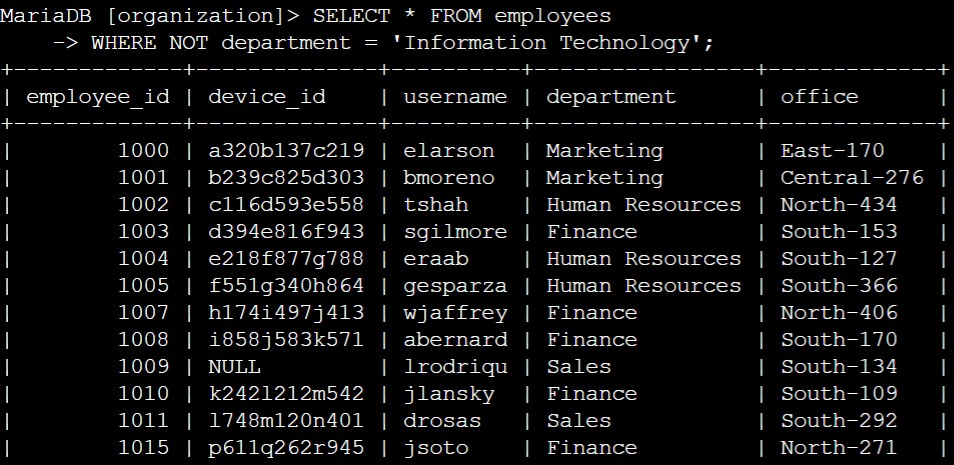 MariaDB [organization]> SELECT * FROM employees
    -> WHERE NOT department = 'Information Technology';
+-------------+--------------+----------+-----------------+-------------+
| employee_id | device_id    | username | department      | office      |
+-------------+--------------+----------+-----------------+-------------+
|        1000 | a320b137c219 | elarson  | Marketing       | East-170    |
|        1001 | b239c825d303 | bmoreno  | Marketing       | Central-276 |
|        1002 | c116d593e558 | tshah    | Human Resources | North-434   |
|        1003 | d394e816f943 | sgilmore | Finance         | South-153   |
|        1004 | e218f877g788 | eraab    | Human Resources | South-127   |
|        1005 | f551g340h864 | gesparza | Human Resources | South-366   |
|        1007 | h174i497j413 | wjaffrey | Finance         | North-406   |
|        1008 | i858j583k571 | abernard | Finance         | South-170   |
|        1009 | NULL         | lrodriqu | Sales           | South-134   |
|        1010 | k242l212m542 | jlansky  | Finance         | South-109   |
|        1011 | l748m120n401 | drosas   | Sales           | South-292   |
|        1015 | p611q262r945 | jsoto    | Finance         | North-271   |